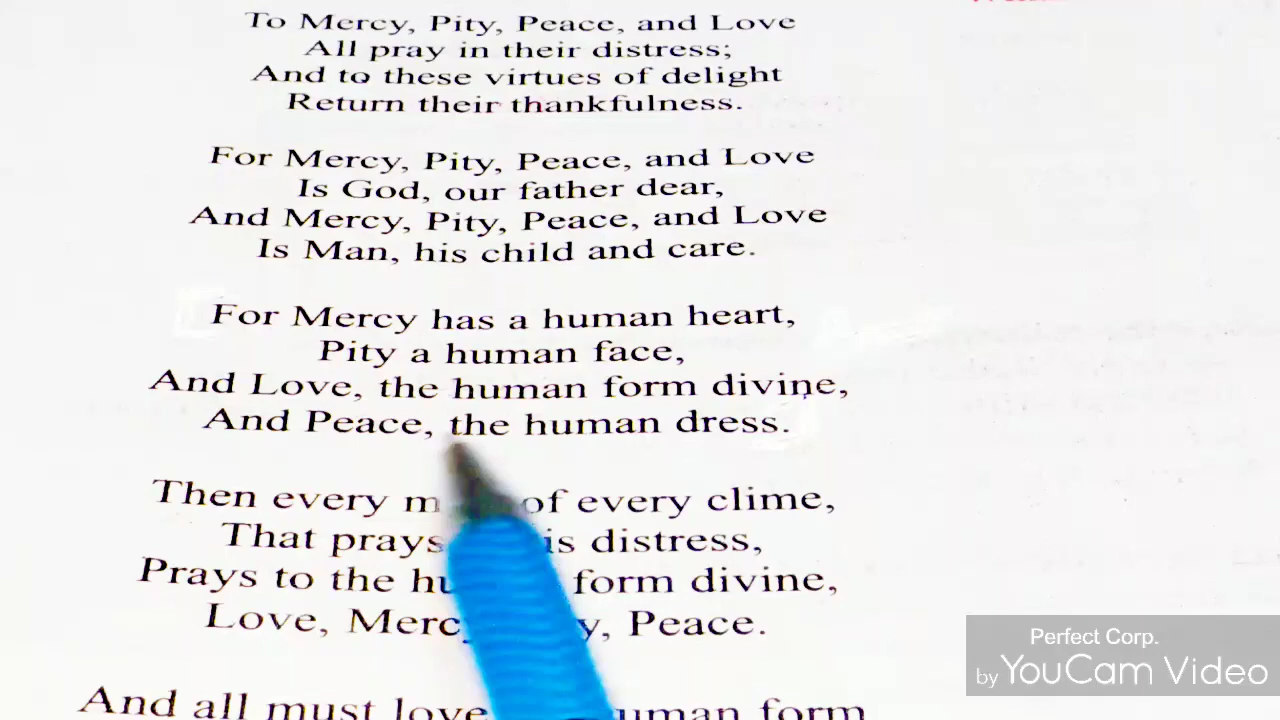 To Mercy, Pity, Peace, and Love
All pray in their distress;
And to these virtues of delight
Return their thankfulness.
For Mercy, Pity, Peace, and Love
Is God, our father dear,
And Mercy, Pity, Peace, and Love
Is Man, his child and care.
For Mercy has a human heart,
Pity a human face,
And Love, the human form divine,
And Peace, the human dress.
Then every of every clime,
That prays distress,
Prays to the form divine,
Love, Peace.
And all must love form
Perfect Corp.
by YouCam Video